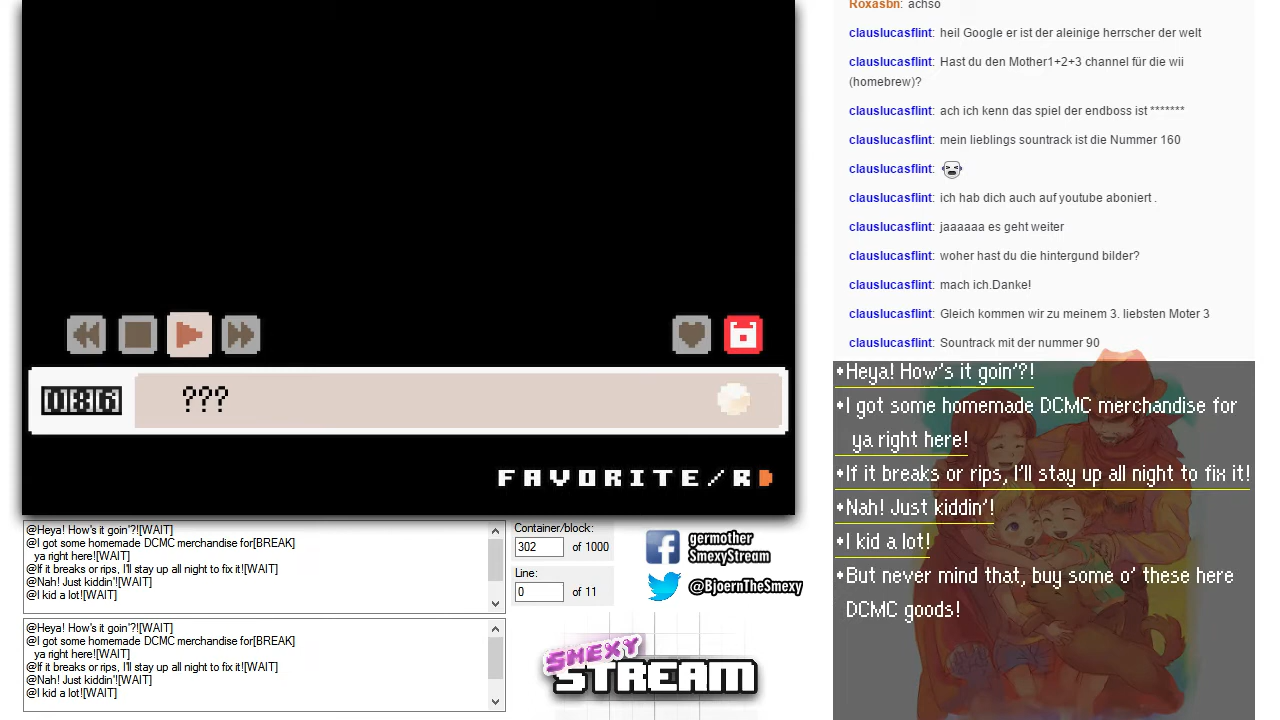 Roxasbn: achso
clauslucasflint: heil Google er ist der aleinige herrscher der welt
clauslucasflint: Hast du den Mother1+2+3 channel für die wii
(homebrew)?
clauslucasflint: ach ich kenn das spiel der endboss ist *******
clauslucasflint: mein lieblings sountrack ist die Nummer 160
clauslucasflint:
clauslucasflint: ich hab dich auch auf youtube aboniert .
clauslucasflint: jaaaaaa es geht weiter
clauslucasflint: woher hast du die hintergund bilder?
clauslucasflint: mach ich.Danke!
clauslucasflint: Gleich kommen wir zu meinem 3. liebsten Moter 3
clauslucasflint: Sountrack mit der nummer 90
086 ???
FAVORITE/R
@Heya! How's it goin'?![WAIT]
@I got some homemade DCMC merchandise for[BREAK]
ya right here![WAIT]
@If it breaks or rips, I'll stay up all night to fix it![WAIT]
@Nah! Just kiddin'![WAIT]
@I kid a lot![WAIT]
@Heya! How's it goin'?![WAIT]
@I got some homemade DCMC merchandise for[BREAK]
ya right here![WAIT]
@If it breaks or rips, I'll stay up all night to fix it![WAIT]
@Nah! Just kiddin'![WAIT]
@I kid a lot![WAIT]
Container/block:
302 of 1000
Line:
0 of 11
germother
SmexyStream
@BjoernTheSmexy
SMEXY
STREAM
•Heya! How's it goin'?!
•I got some homemade DCMC merchandise for
ya right here!
•If it breaks or rips, I'll stay up all night to fix it!
•Nah! Just kiddin'!
•I kid a lot!
•But never mind that, buy some o' these here
DCMC goods!